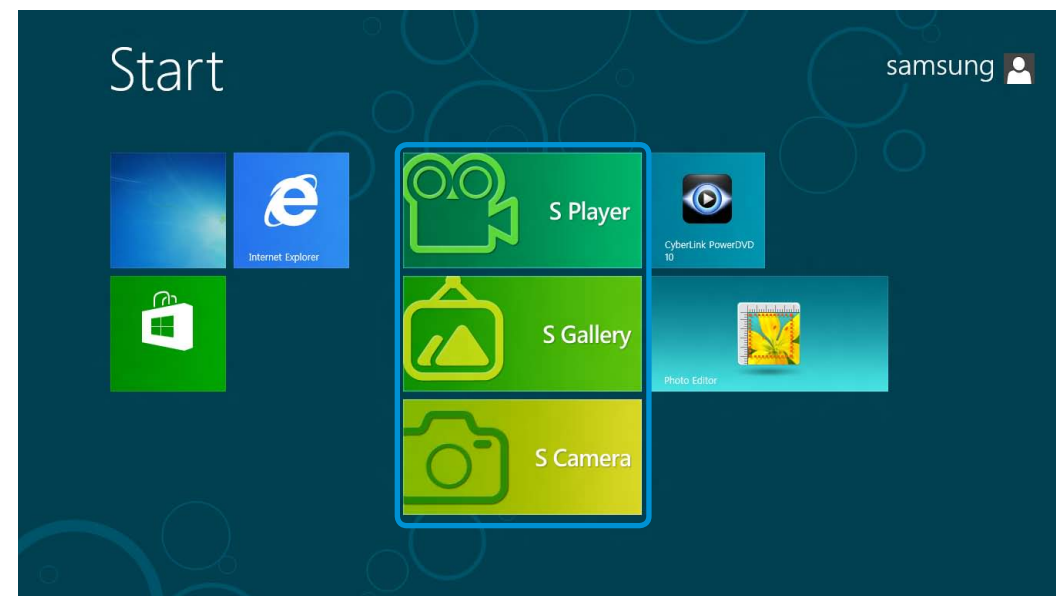 Start
samsung
Internet Explorer
S Player
CyberLink PowerDVD
10
S Gallery
Photo Editor
S Camera